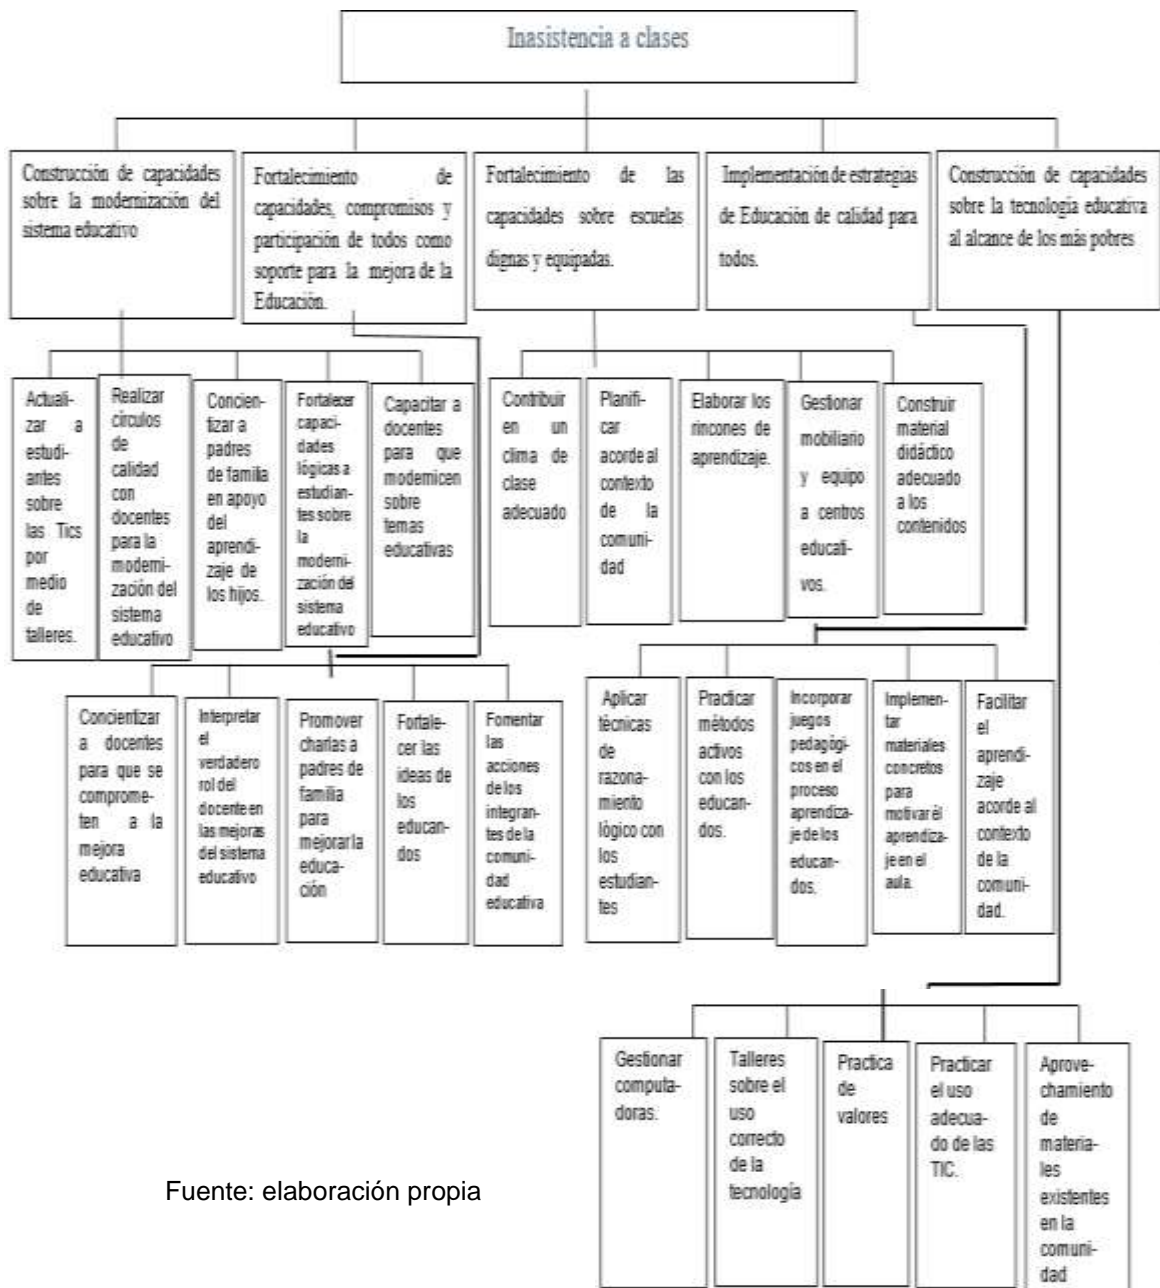 Inasistencia a clases
Construcción de capacidades
sobre la modernización del
sistema educativo
Fortalecimiento de
capacidades, compromisos y
participación de todos como
soporte para la mejora de la
Educación.
Fortalecimiento de las
capacidades sobre escuelas
dignas y equipadas.
Implementación de estrategias
de Educación de calidad para
todos.
Construcción de capacidades
sobre la tecnología educativa
al alcance de los más pobres
Actuali-
zar a
estudi-
antes
sobre
las Tics
por
medio
de
talleres.
Realizar
círculos
de
calidad
con
docentes
para la
moderni-
zación del
sistema
educativo
Concien-
tizar a
padres
de familia
en apoyo
del
aprendi-
zaje de
los hijos.
Fortalecer
capaci-
dades
lógicas a
estudian-
tes sobre
la
moderni-
zación del
sistema
educativo
Capacitar a
docentes
para que
modernicen
sobre
temas
educativas
Contribuir
en un
clima de
clase
adecuado
Planifi-
car
acorde al
contexto
de la
comuni-
dad
Elaborar los
rincones de
aprendizaje.
Gestionar
mobiliario
y equipo
a centros
educati-
vos.
Construir
material
didáctico
adecuado
a los
contenidos
Concientizar
a docentes
para que se
comprome-
ten a la
mejora
educativa
Interpretar
el
verdadero
rol del
docente en
las mejoras
del sistema
educativo
Promover
charlas a
padres de
familia
para
mejorar la
educa-
ción
Fortale-
cer las
ideas de
los
educan-
dos
Fomentar
las
acciones
de los
integran-
tes de la
comuni-
dad
educativa
Aplicar
técnicas
de
razona-
miento
lògico con
los
estudian-
tes
Practicar
métodos
activos
con los
educandos.
Incorporar
juegos
pedagógi-
cos en el
proceso
aprendiza-
je de los
educan-
dos.
Implemen-
tar
materiales
concretos
para
motivar él
aprendiza-
je en el
aula.
Facilitar
el
aprendi-
zaje
acorde al
contexto
de la
comuni-
dad.
Gestionar
computa-
doras.
Talleres
sobre el
uso
correcto
de la
tecnología
Practica
de
valores
Practicar
el uso
adecua-
do de las
TIC.
Aprove-
chamiento
de
materia-
les
existentes
en la
comuni-
dad
Fuente: elaboración propia